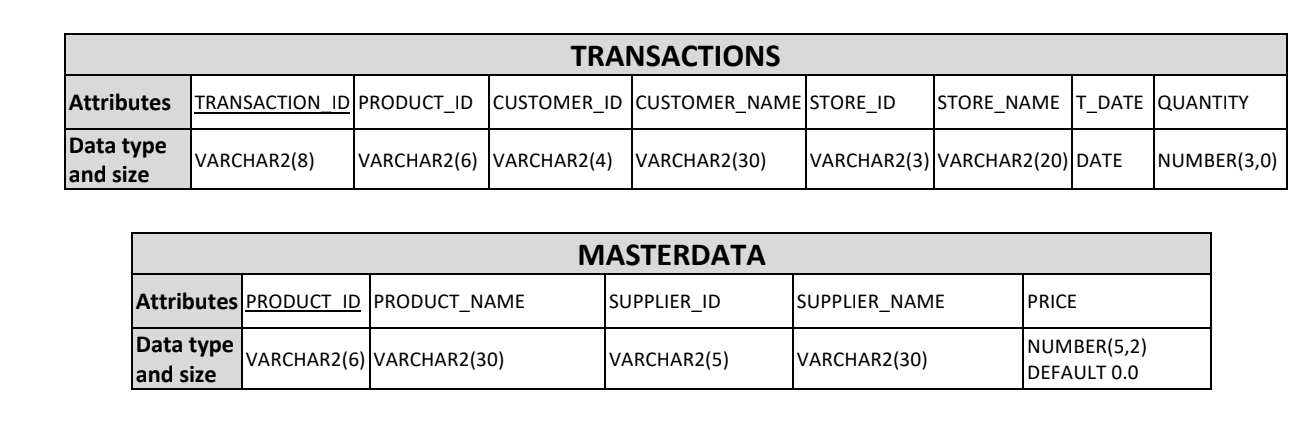 TRANSACTIONS
Attributes TRANSACTION_ID PRODUCT_ID CUSTOMER_ID CUSTOMER_NAME STORE_ID STORE_NAME T_DATE QUANTITY
Data type
and size VARCHAR2(8) VARCHAR2(6) VARCHAR2(4) VARCHAR2(30) VARCHAR2(3) VARCHAR2(20) DATE NUMBER(3,0)
MASTERDATA
Attributes PRODUCT_ID PRODUCT_NAME SUPPLIER_ID SUPPLIER_NAME PRICE
Data type
and size VARCHAR2(6) VARCHAR2(30) VARCHAR2(5) VARCHAR2(30) NUMBER(5,2)
DEFAULT 0.0